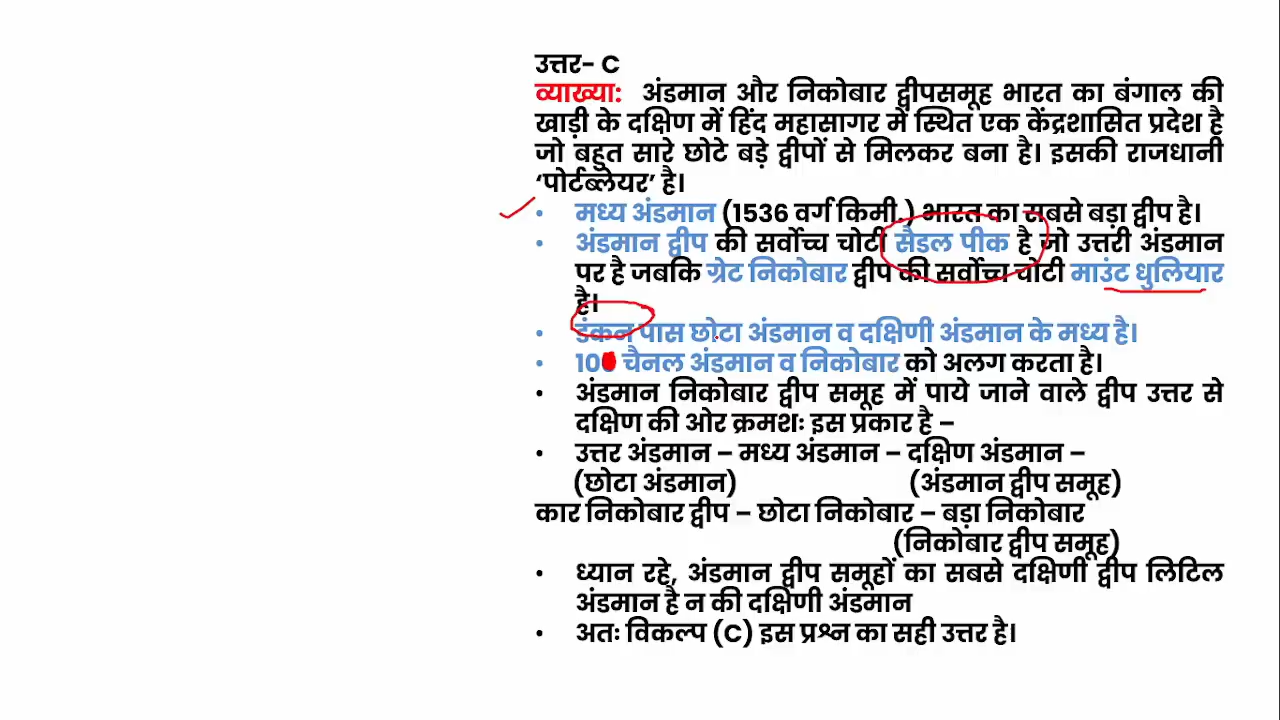 उत्तर- C
व्याख्या: अंडमान और निकोबार द्वीपसमूह भारत का बंगाल की
खाड़ी के दक्षिण में हिंद महासागर में स्थित एक केंद्रशासित प्रदेश है
जो बहुत सारे छोटे बड़े द्वीपों से मिलकर बना है। इसकी राजधानी
‘पोर्टब्लेयर’ है।
• मध्य अंडमान (1536 वर्ग किमी.) भारत का सबसे बड़ा द्वीप है।
• अंडमान द्वीप की सर्वोच्च चोटी सैडल पीक है जो उत्तरी अंडमान
पर है जबकि ग्रेट निकोबार द्वीप की सर्वोच्च चोटी माउंट धुलियार
है।
• डंकन पास छोटा अंडमान व दक्षिणी अंडमान के मध्य है।
• चैनल अंडमान व निकोबार को अलग करता है।
• अंडमान निकोबार द्वीप समूह में पाये जाने वाले द्वीप उत्तर से
दक्षिण की ओर क्रमशः इस प्रकार है –
• उत्तर अंडमान – मध्य अंडमान – दक्षिण अंडमान –
(छोटा अंडमान) (अंडमान द्वीप समूह)
कार निकोबार द्वीप – छोटा निकोबार – बड़ा निकोबार
(निकोबार द्वीप समूह)
• ध्यान रहे, अंडमान द्वीप समूहों का सबसे दक्षिणी द्वीप लिटिल
अंडमान है न की दक्षिणी अंडमान
• अतः विकल्प (C) इस प्रश्न का सही उत्तर है।